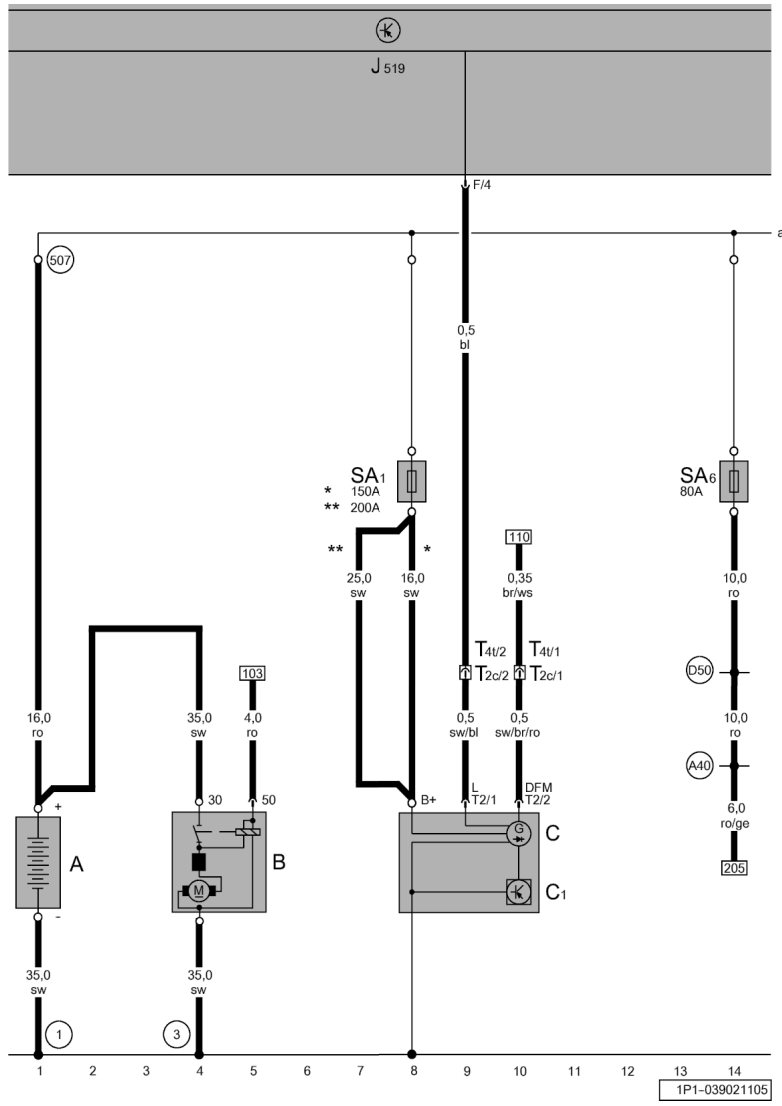 J 519
F/4
a
507
0,5
bl
SA1
* 150A
** 200A
SA6
80A
** *
110
25,0
sw
16,0
sw
0,35
br/ws
10,0
ro
T4t/2
T4t/1
T2c/2
T2c/1
D50
103
16,0
ro
35,0
sw
4,0
ro
0,5
sw/bl
0,5
sw/br/ro
10,0
ro
A40
+
30
50
B+
L
T2/1
DFM
T2/2
6,0
ro/ge
A
B
M
G
C
C1
205
-
35,0
sw
35,0
sw
1
3
1 2 3 4 5 6 7 8 9 10 11 12 13 14
1P1-039021105